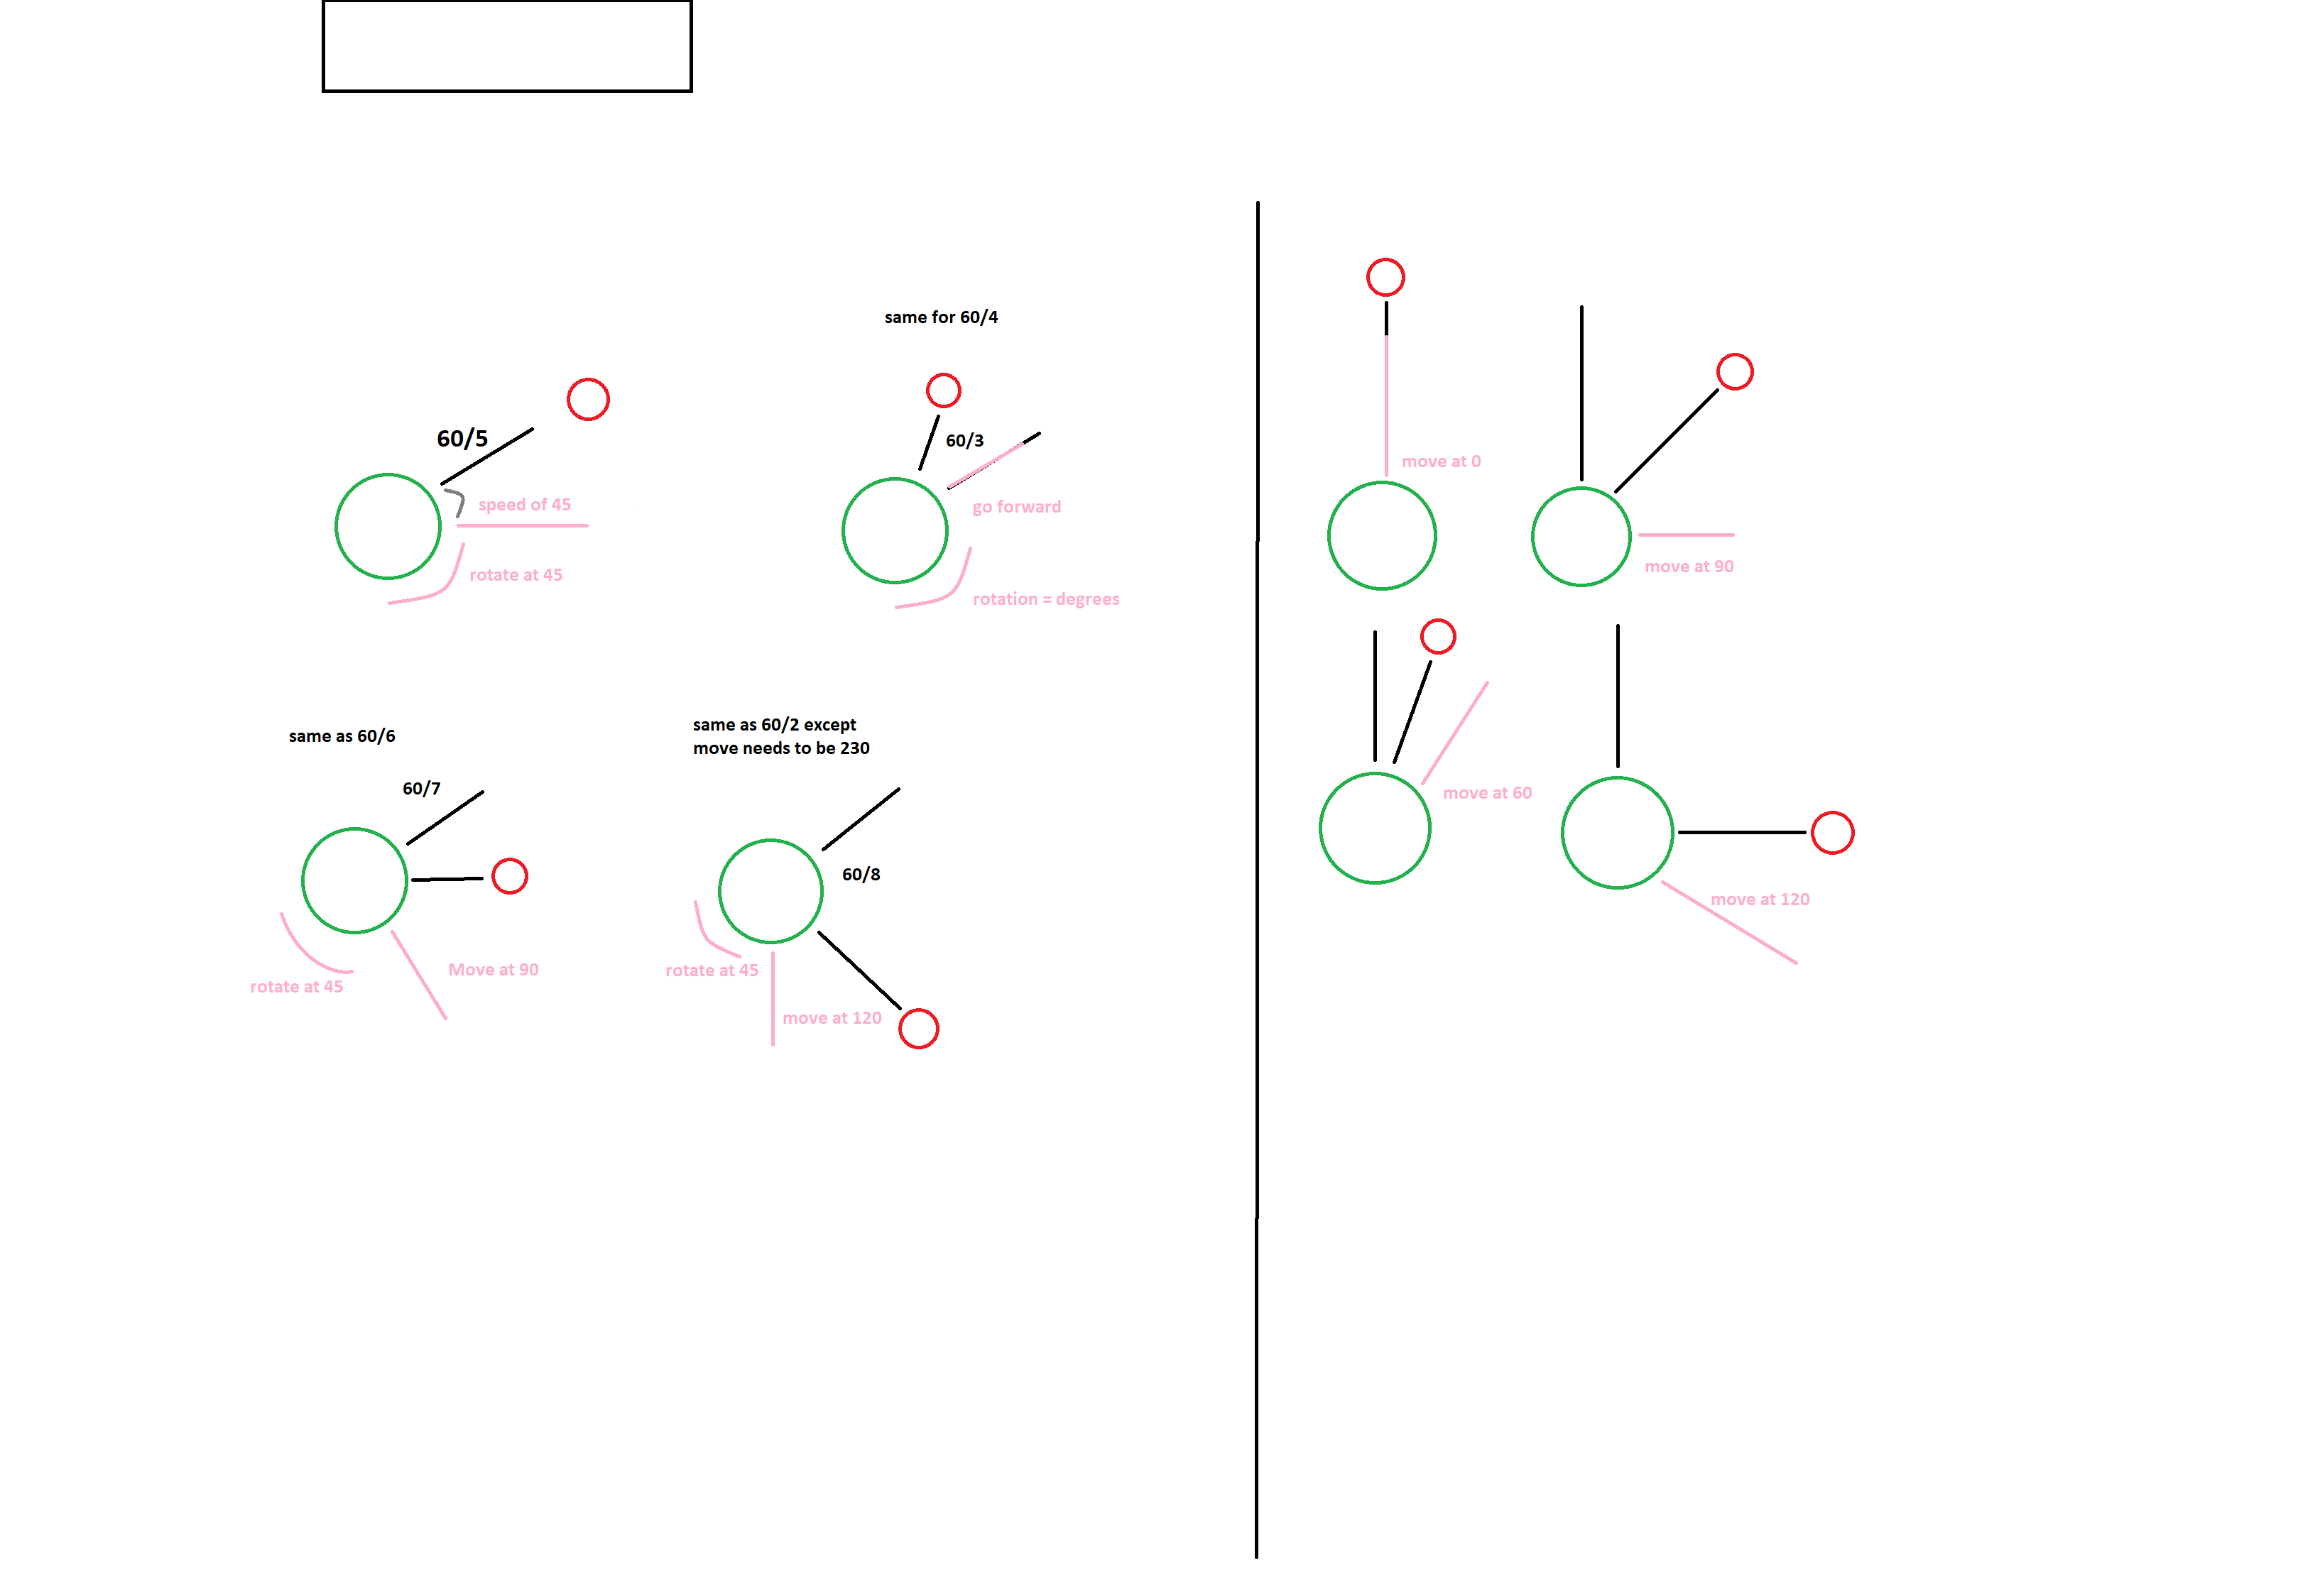 same for 60/4
60/5
60/3
speed of 45
go forward
rotate at 45
rotation = degrees
same as 60/6
same as 60/2 except
move needs to be 230
60/7
60/8
Move at 90
rotate at 45
rotate at 45
move at 120
move at 0
move at 90
move at 60
move at 120